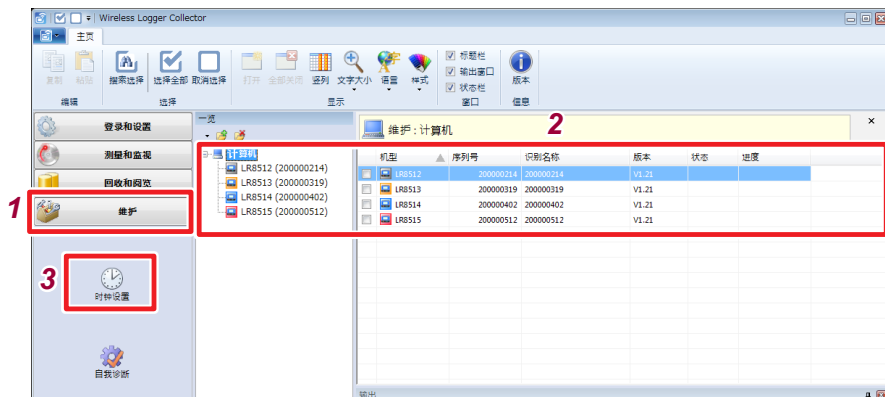 Wireless Logger Collector
主页
复制
粘贴
搜索选择
选择全部
取消选择
打开
全部关闭
竖列
文字大小
语言
样式
标题栏
输出窗口
状态栏
版本
编辑
选择
显示
窗口
信息
登录和设置
测量和监视
回收和阅览
1
维护
3
时钟设置
自我诊断
一览
计算机
LR8512 (200000214)
LR8513 (200000319)
LR8514 (200000402)
LR8515 (200000512)
维护 : 计算机
2
机型 序列号 识别名称 版本 状态 进度
LR8512 200000214 200000214 V1.21
LR8513 200000319 200000319 V1.21
LR8514 200000402 200000402 V1.21
LR8515 200000512 200000512 V1.21
输出